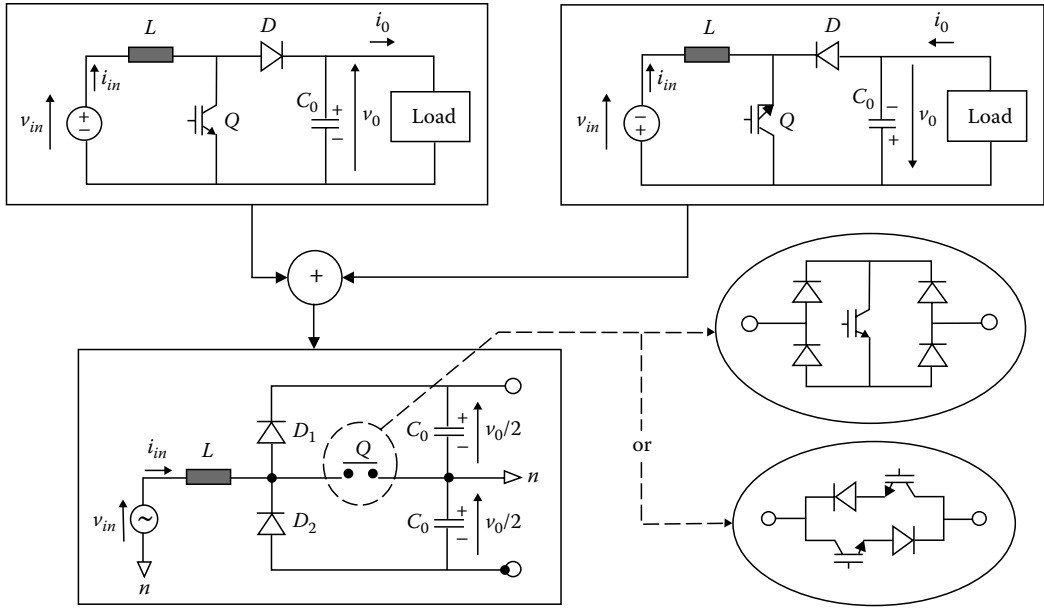 L
D
i0
iin
vin
+
−
Q
C0
+
−
v0
Load
L
D
i0
iin
vin
−
+
Q
C0
−
+
v0
Load
+
D1
C0
+
−
v0/2
iin
L
Q
n
vin
~
D2
C0
+
−
v0/2
n
or